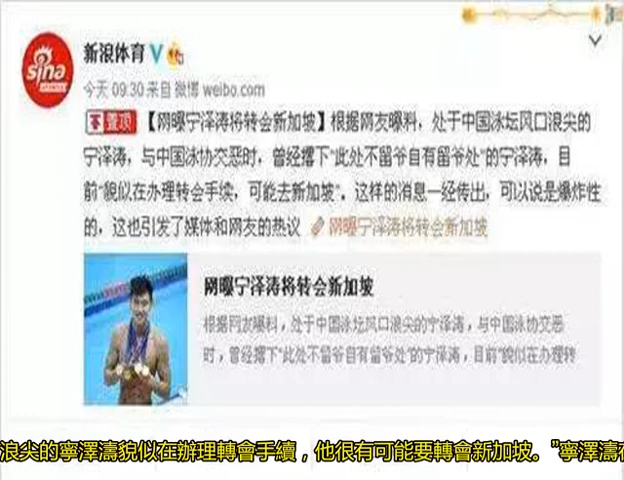 sina
新浪体育
今天 09:30 来自 微博 weibo.com
置顶 【网曝宁泽涛将转会新加坡】根据网友曝料，处于中国泳坛风口浪尖的
宁泽涛，与中国泳协交恶时，曾经撂下“此处不留爷自有留爷处”的宁泽涛，目
前“貌似在办理转会手续，可能去新加坡”。这样的消息一经传出，可以说是爆炸性
的，这也引发了媒体和网友的热议 网曝宁泽涛将转会新加坡
网曝宁泽涛将转会新加坡
根据网友曝料，处于中国泳坛风口浪尖的宁泽涛，与中国泳协交恶
时，曾经撂下“此处不留爷自有留爷处”的宁泽涛，目前“貌似在办理转
浪尖的寧澤濤貌似在辦理轉會手續，他很有可能要轉會新加坡。”寧澤濤